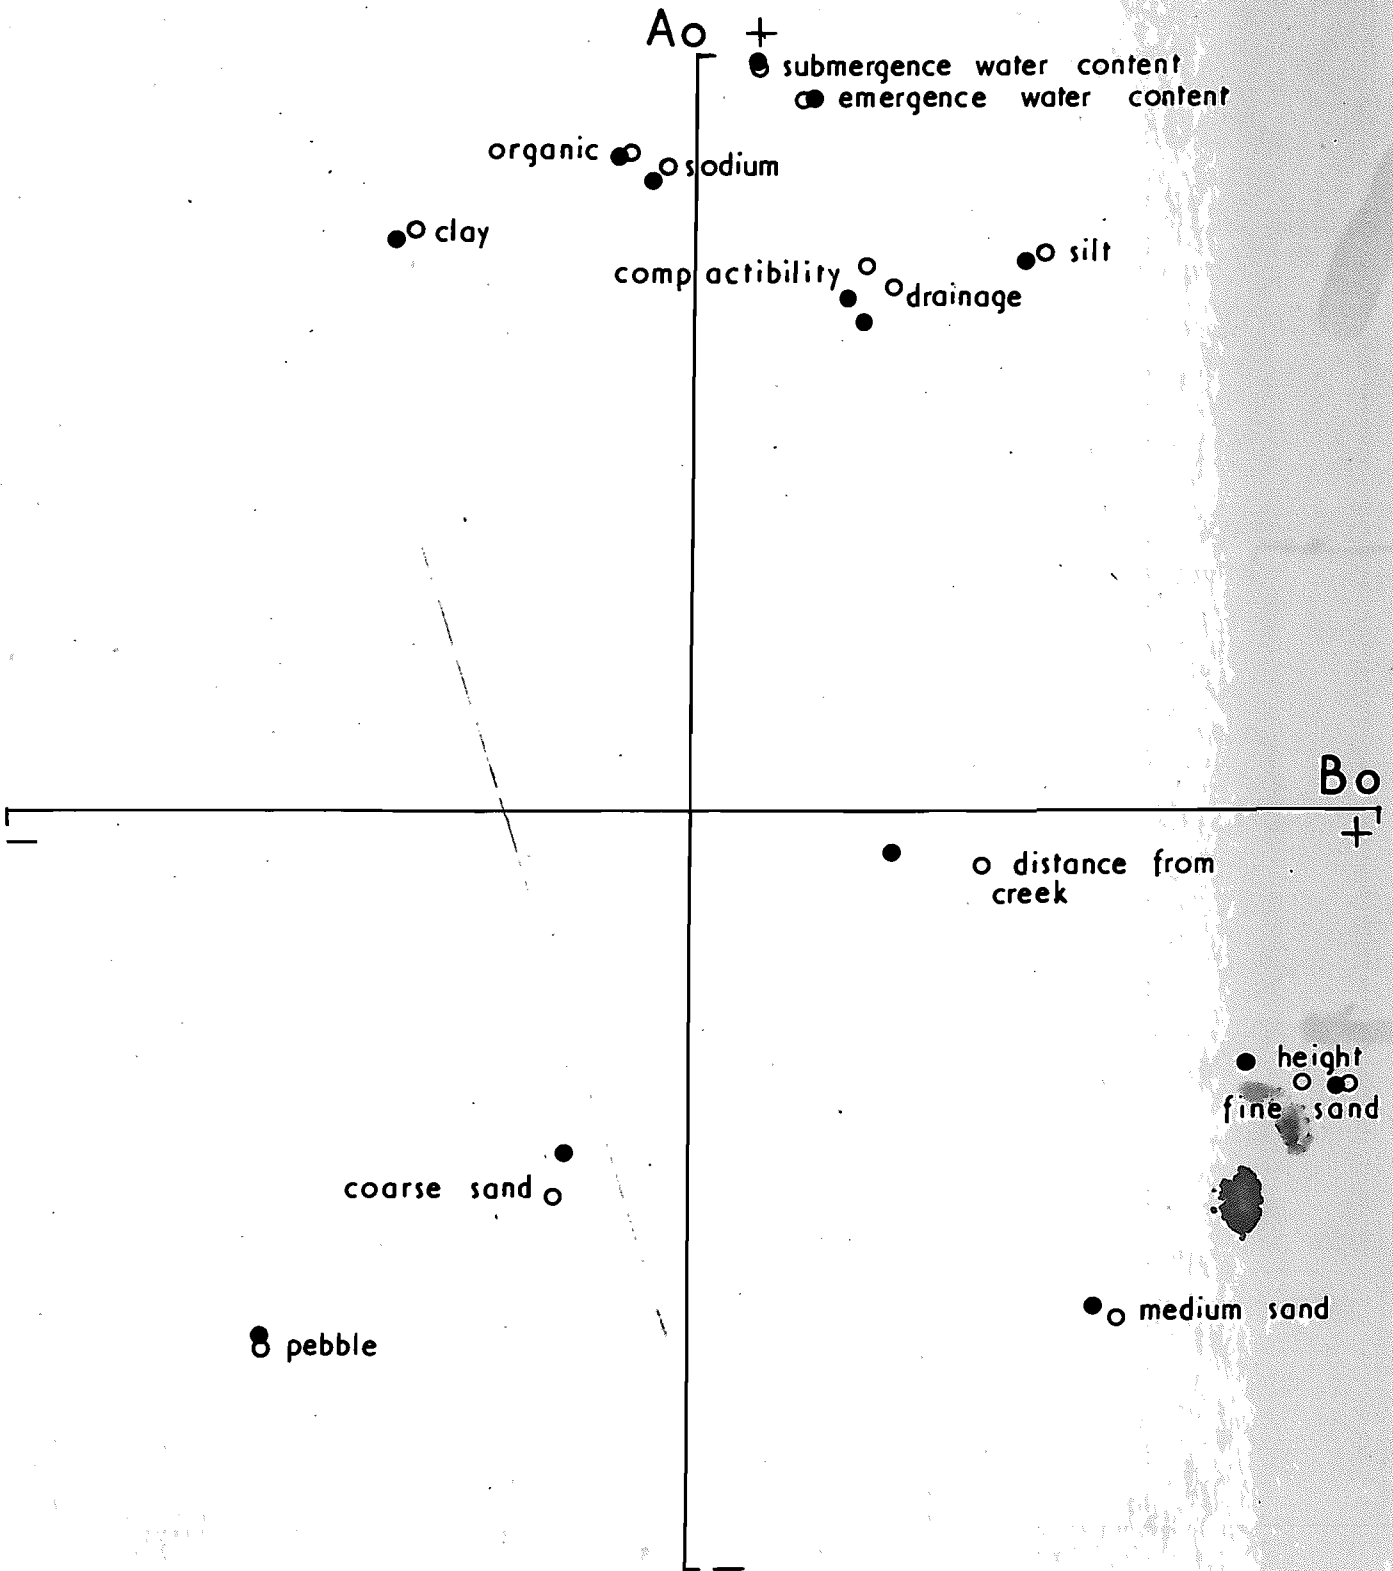 Ao +
submergence water content
emergence water content
organic
sodium
clay
silt
compactibility
drainage
Bo
− +
distance from
creek
height
fine sand
coarse sand
medium sand
pebble
−